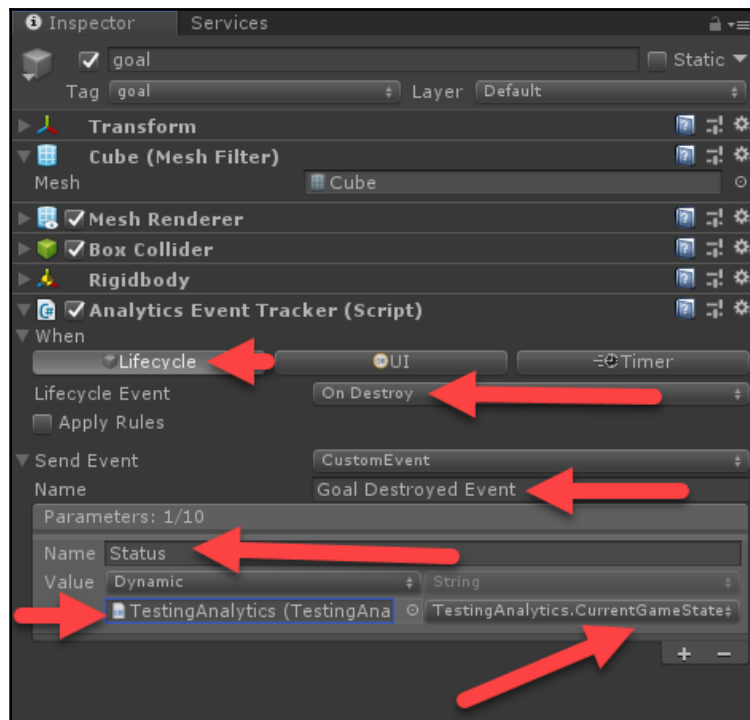 Inspector Services
goal Static
Tag goal Layer Default
Transform
Cube (Mesh Filter)
Mesh Cube
Mesh Renderer
Box Collider
Rigidbody
Analytics Event Tracker (Script)
When
Lifecycle UI Timer
Lifecycle Event On Destroy
Apply Rules
Send Event CustomEvent
Name Goal Destroyed Event
Parameters: 1/10
Name Status
Value Dynamic String
TestingAnalytics (TestingAna TestingAnalytics.CurrentGameState
+ −